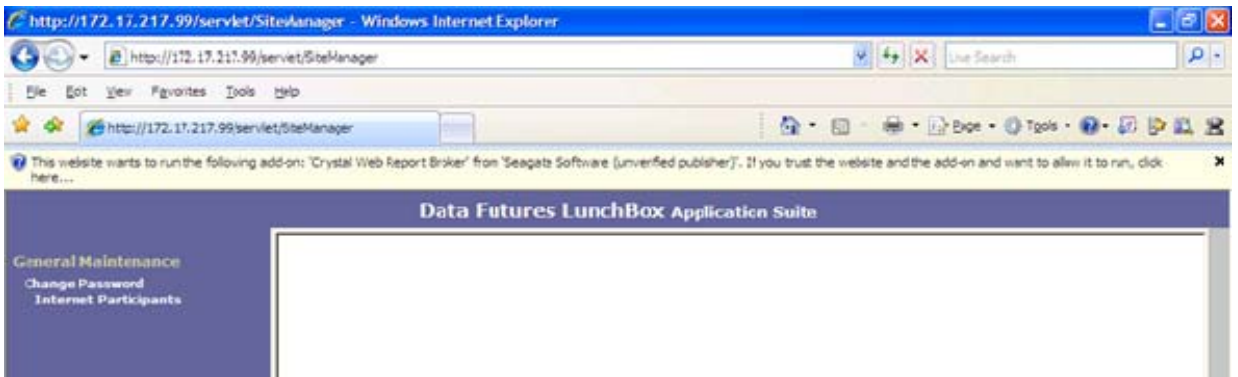 http://172.17.217.99/servlet/SiteManager - Windows Internet Explorer
http://172.17.217.99/servlet/SiteManager
Live Search
File Edit View Favorites Tools Help
http://172.17.217.99/servlet/SiteManager
Page Tools
This website wants to run the following add-on: 'Crystal Web Report Broker' from 'Seagate Software (unverified publisher)'. If you trust the website and the add-on and want to allow it to run, click
here...
Data Futures LunchBox Application Suite
General Maintenance
Change Password
Internet Participants